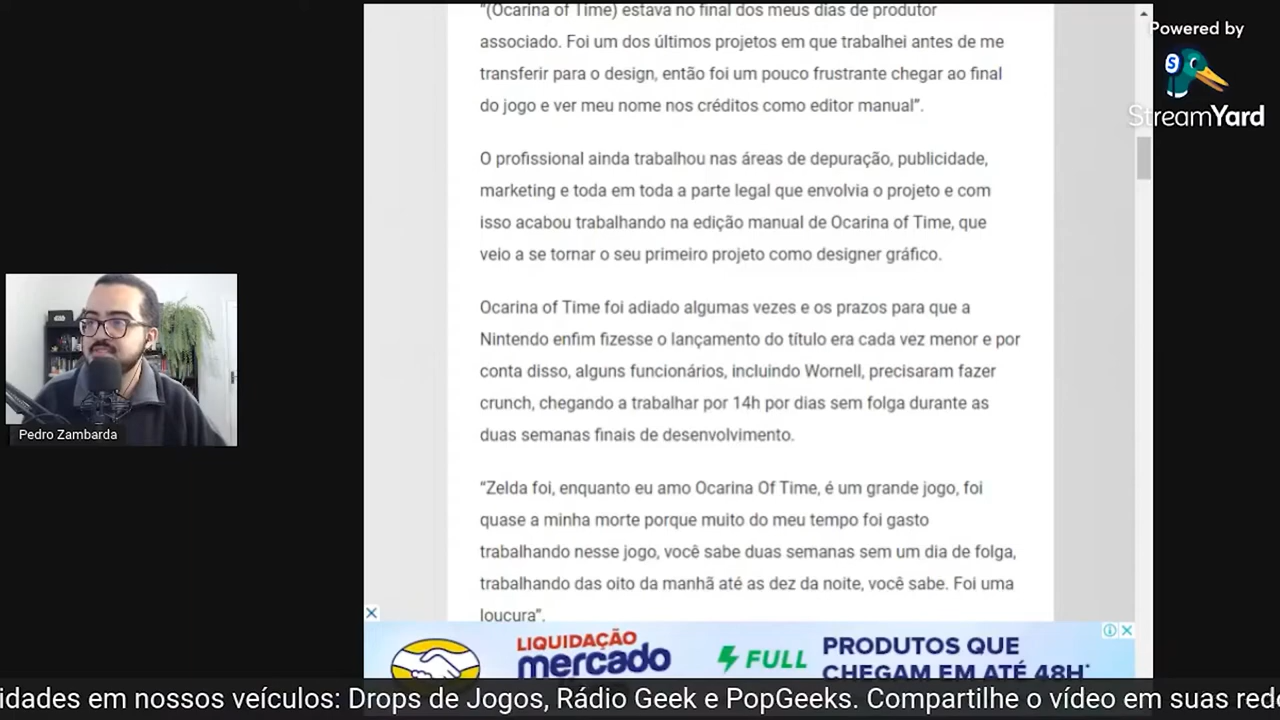 “(Ocarina of Time) estava no final dos meus dias de produtor
associado. Foi um dos últimos projetos em que trabalhei antes de me
transferir para o design, então foi um pouco frustrante chegar ao final
do jogo e ver meu nome nos créditos como editor manual”.
O profissional ainda trabalhou nas áreas de depuração, publicidade,
marketing e toda em toda a parte legal que envolvia o projeto e com
isso acabou trabalhando na edição manual de Ocarina of Time, que
veio a se tornar o seu primeiro projeto como designer gráfico.
Ocarina of Time foi adiado algumas vezes e os prazos para que a
Nintendo enfim fizesse o lançamento do título era cada vez menor e por
conta disso, alguns funcionários, incluindo Wornell, precisaram fazer
crunch, chegando a trabalhar por 14h por dias sem folga durante as
duas semanas finais de desenvolvimento.
“Zelda foi, enquanto eu amo Ocarina Of Time, é um grande jogo, foi
quase a minha morte porque muito do meu tempo foi gasto
trabalhando nesse jogo, você sabe duas semanas sem um dia de folga,
trabalhando das oito da manhã até as dez da noite, você sabe. Foi uma
loucura”.
Powered by
S
StreamYard
Pedro Zambarda
LIQUIDAÇÃO
mercado
FULL
PRODUTOS QUE
CHEGAM EM ATÉ 48H*
idades em nossos veículos: Drops de Jogos, Rádio Geek e PopGeeks. Compartilhe o vídeo em suas rede